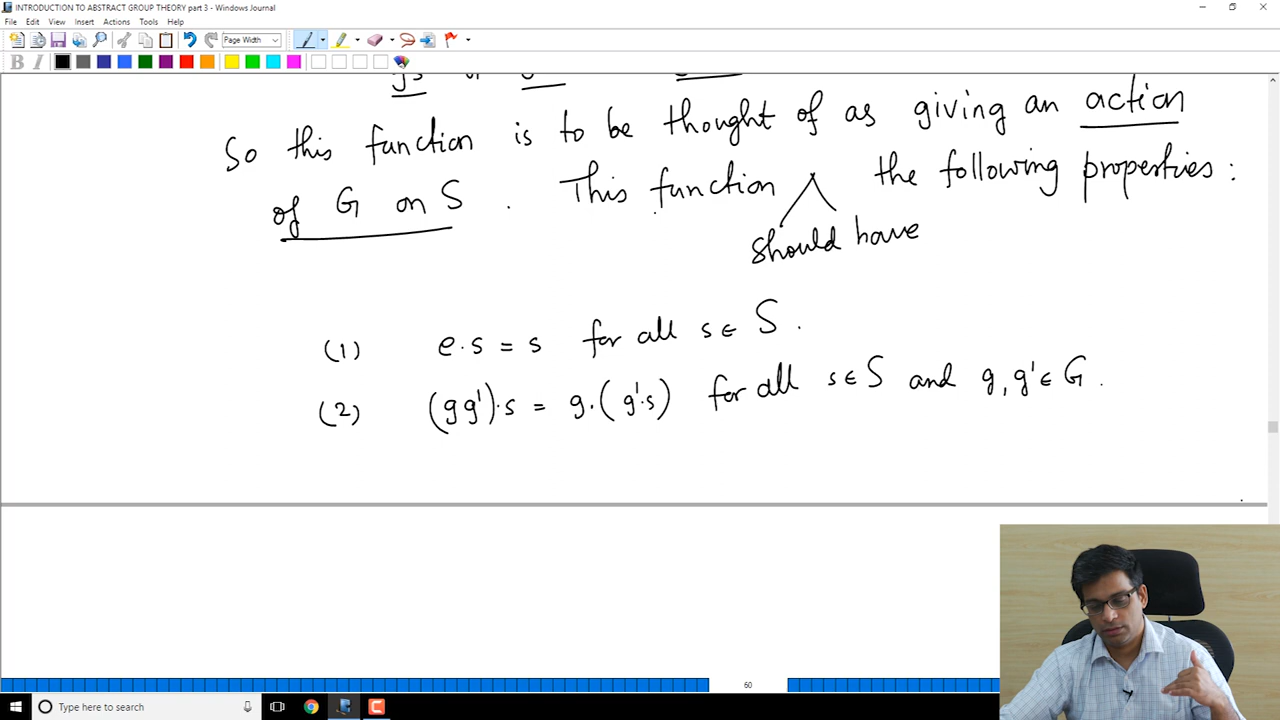 INTRODUCTION TO ABSTRACT GROUP THEORY part 3 - Windows Journal
File Edit View Insert Actions Tools Help
Page Width
B I
So this function is to be thought of as giving an action
of G on S . This function the following properties :
should have
(1) e·s = s for all s∈ S .
(2) (gg')·s = g·(g'·s) for all s∈S and g, g'∈ G .
60
Type here to search